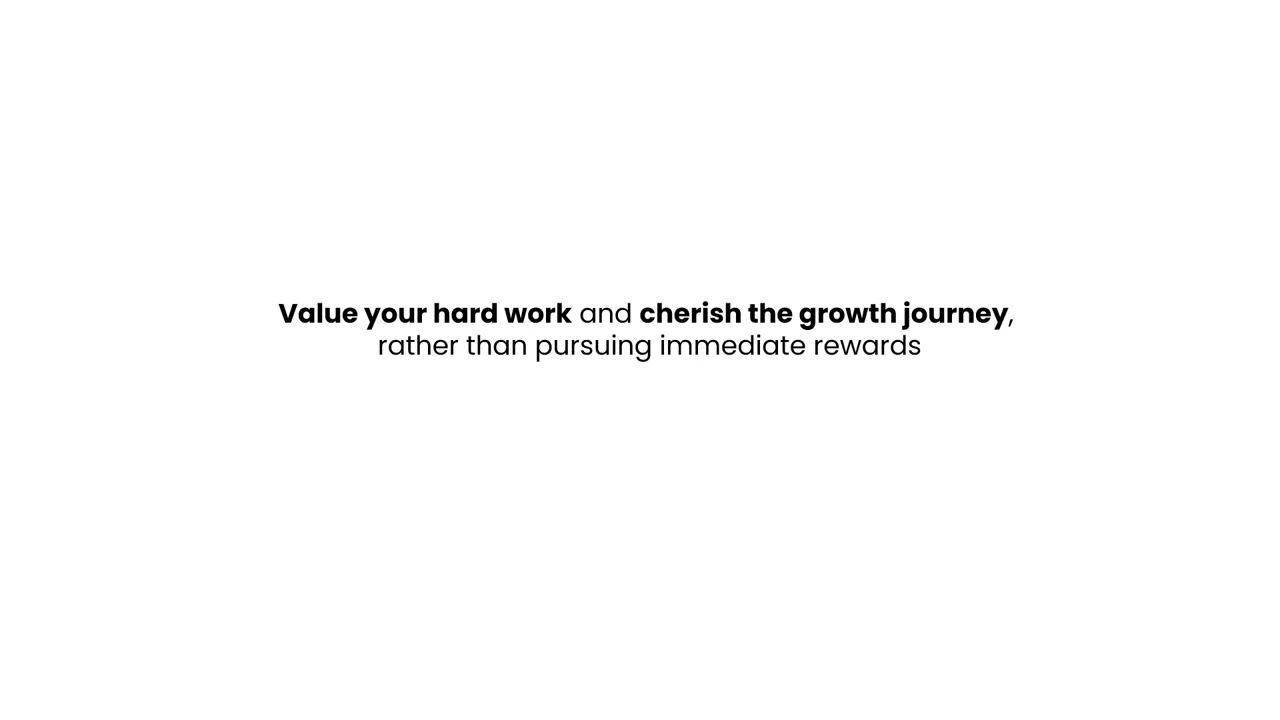 Value your hard work and cherish the growth journey,
rather than pursuing immediate rewards